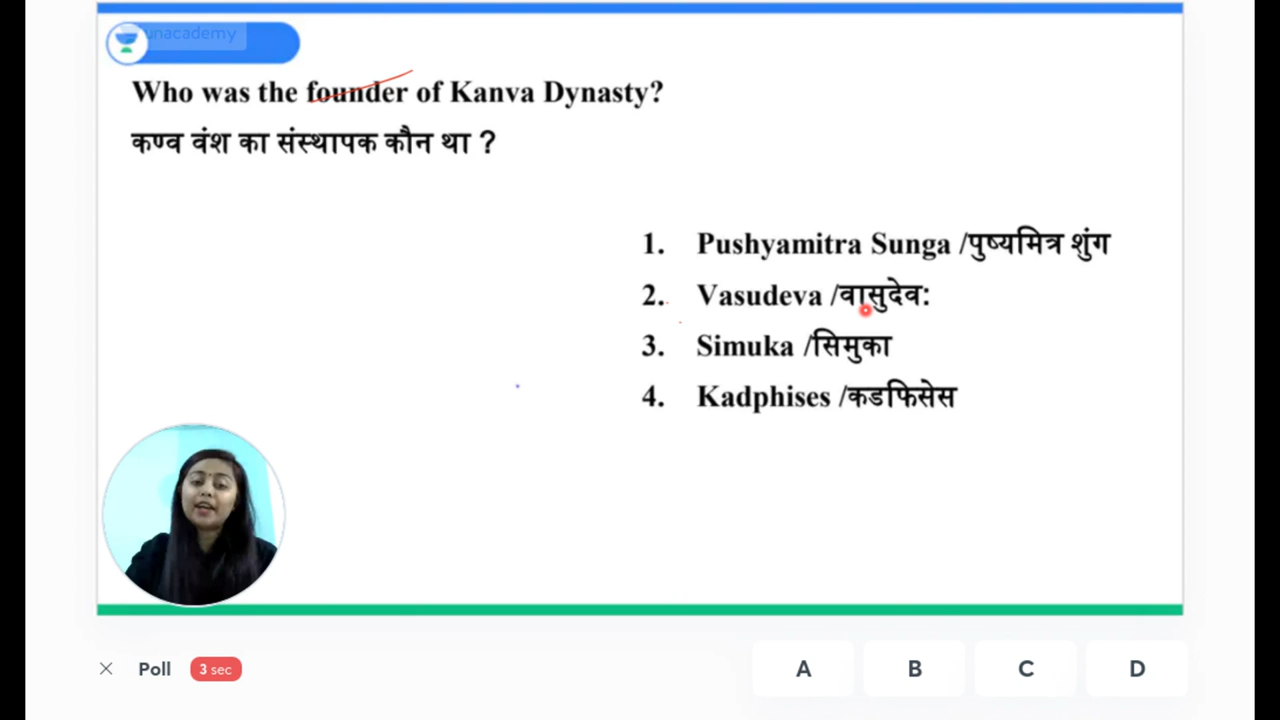 unacademy
Who was the founder of Kanva Dynasty?
कण्व वंश का संस्थापक कौन था ?
1. Pushyamitra Sunga /पुष्यमित्र शुंग
2. Vasudeva /वासुदेव:
3. Simuka /सिमुका
4. Kadphises /कडफिसेस
Poll 3 sec A B C D